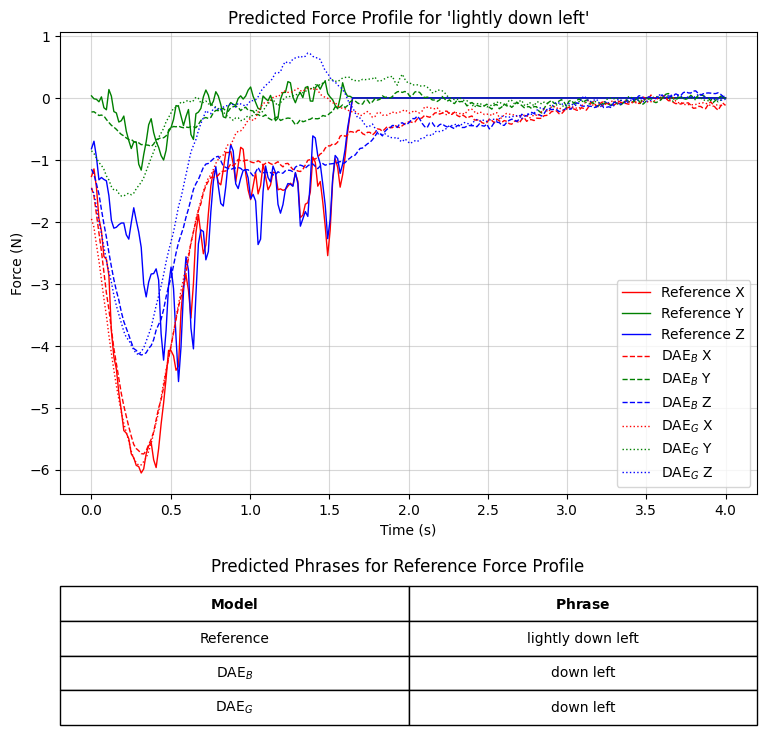 Predicted Force Profile for 'lightly down left'
1
0
−1
−2
−3
−4
−5
−6
Force (N)
Reference X
Reference Y
Reference Z
DAE_B X
DAE_B Y
DAE_B Z
DAE_G X
DAE_G Y
DAE_G Z
0.0 0.5 1.0 1.5 2.0 2.5 3.0 3.5 4.0
Time (s)
Predicted Phrases for Reference Force Profile
Model Phrase
Reference lightly down left
DAE_B down left
DAE_G down left